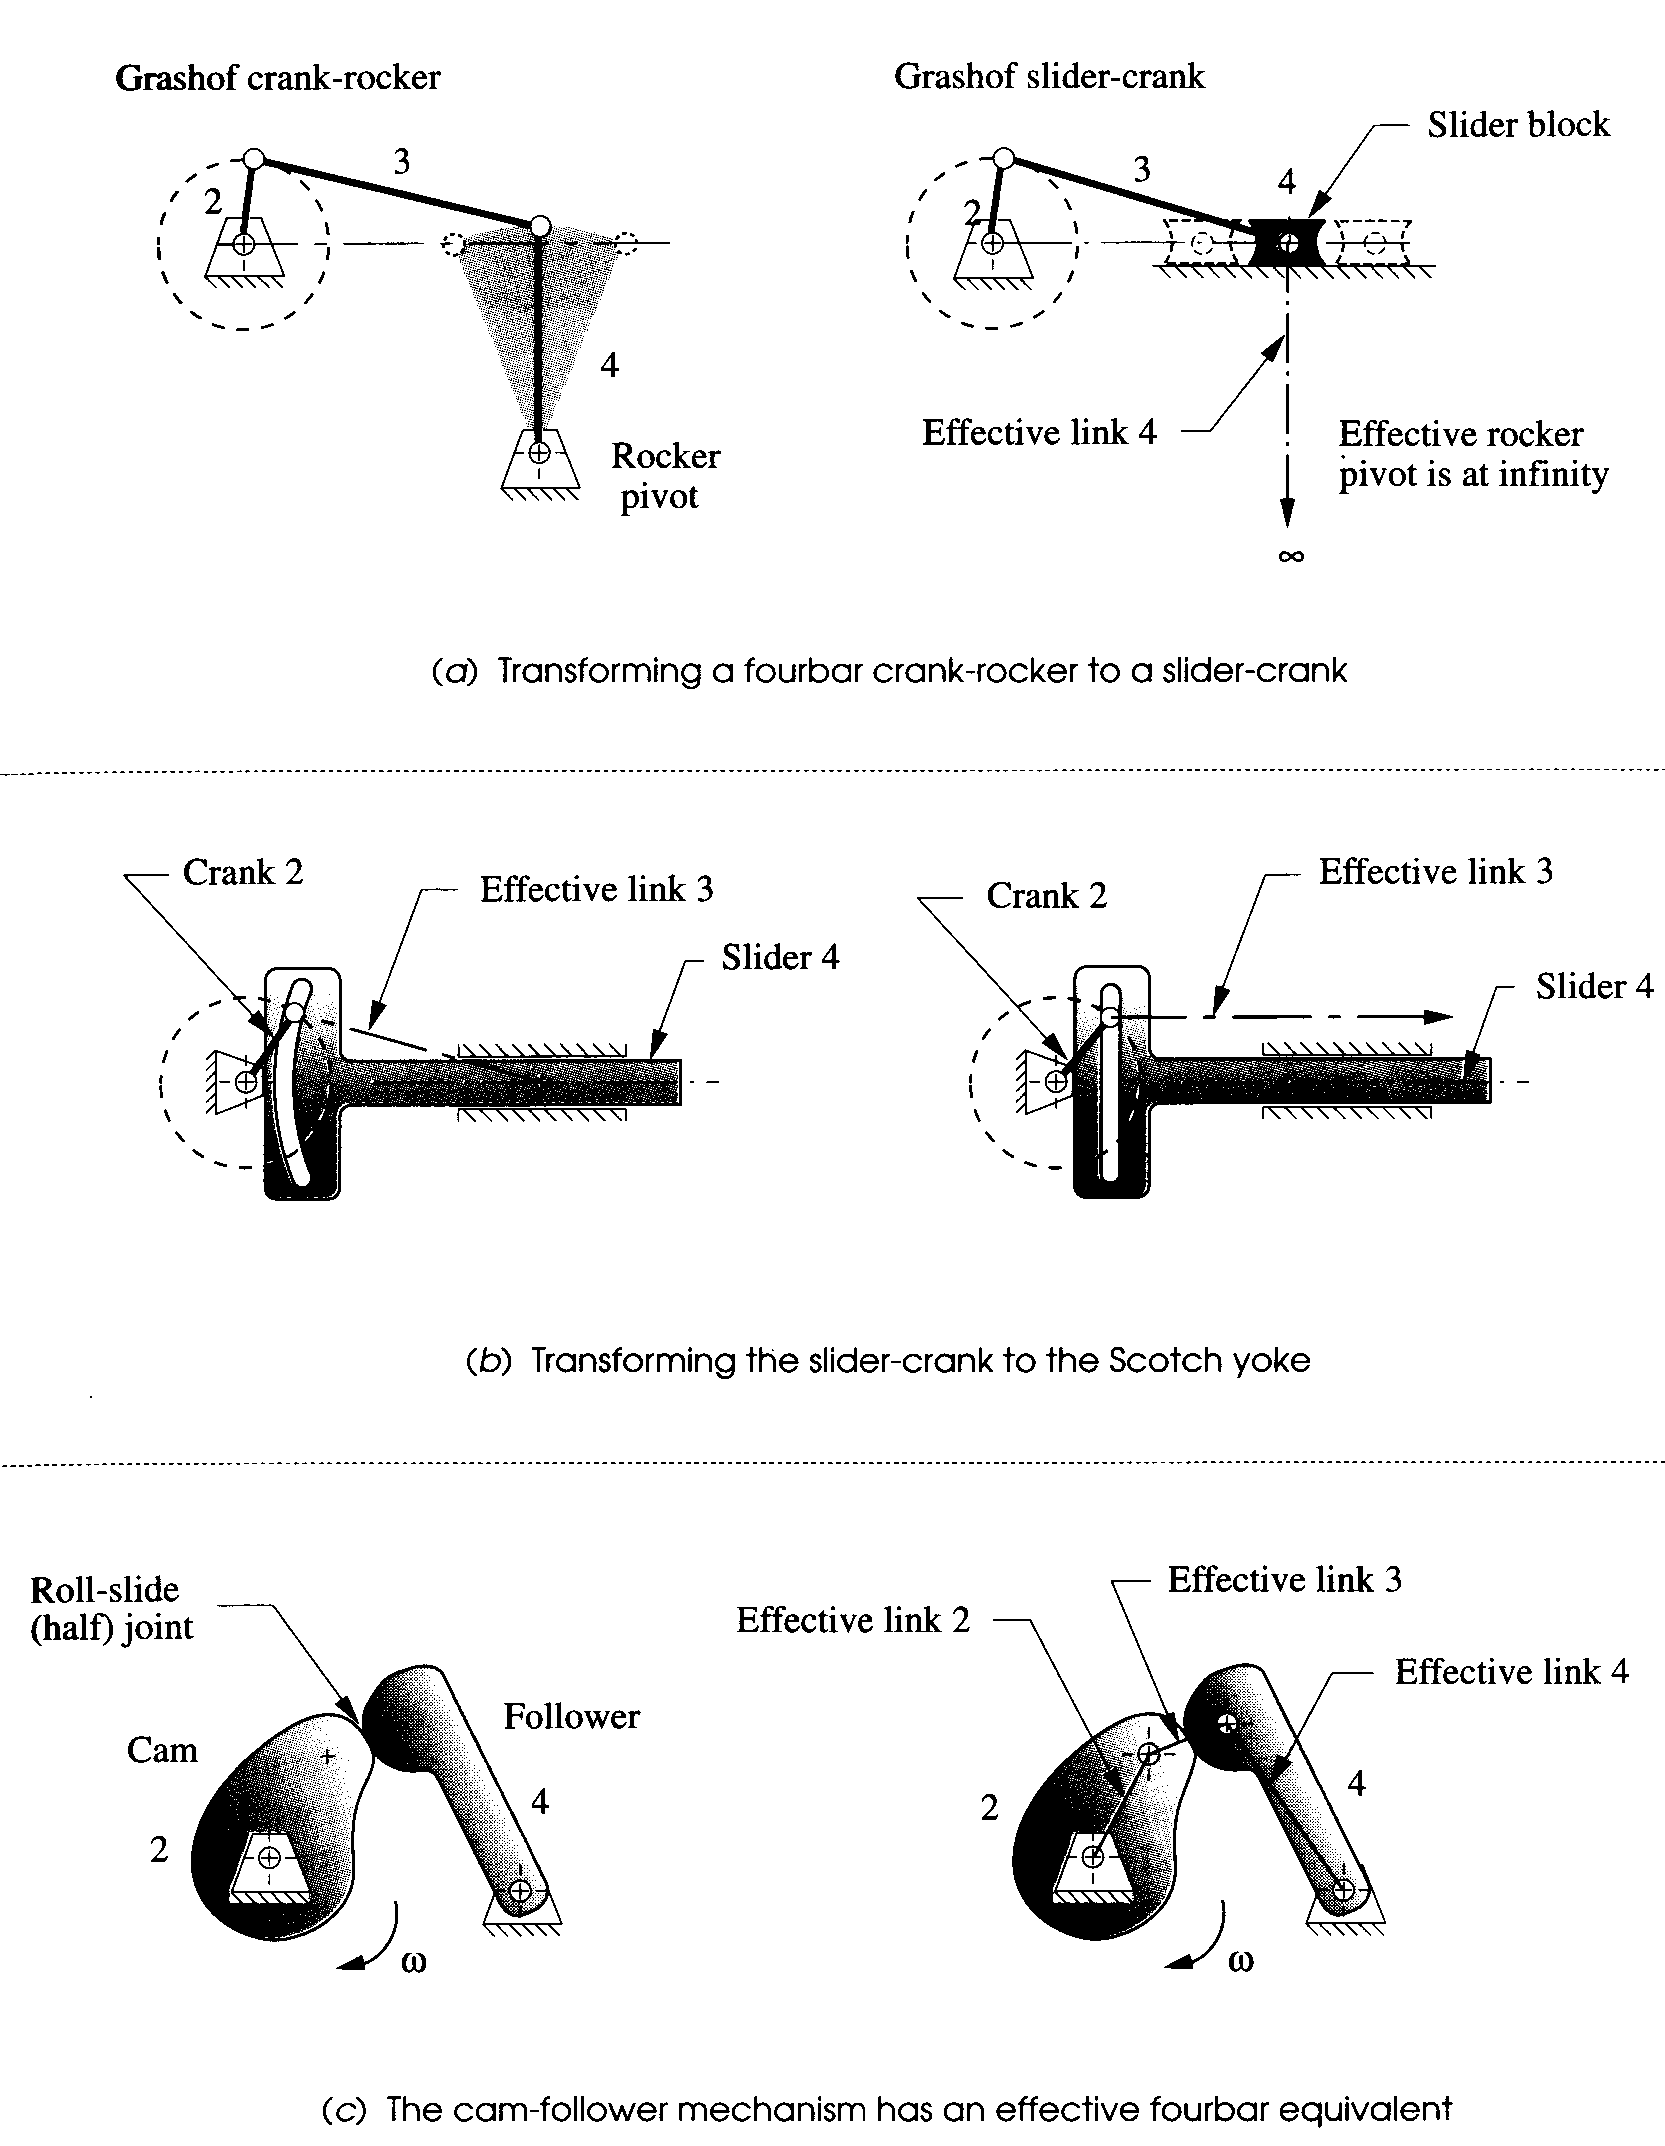 Grashof crank-rocker
Grashof slider-crank
Slider block
3
2
4
Rocker
pivot
3
4
2
Effective link 4
Effective rocker
pivot is at infinity
∞
(a) Transforming a fourbar crank-rocker to a slider-crank
Crank 2
Effective link 3
Slider 4
Crank 2
Effective link 3
Slider 4
(b) Transforming the slider-crank to the Scotch yoke
Roll-slide
(half) joint
Cam
Follower
2
4
ω
Effective link 3
Effective link 2
Effective link 4
2
4
ω
(c) The cam-follower mechanism has an effective fourbar equivalent